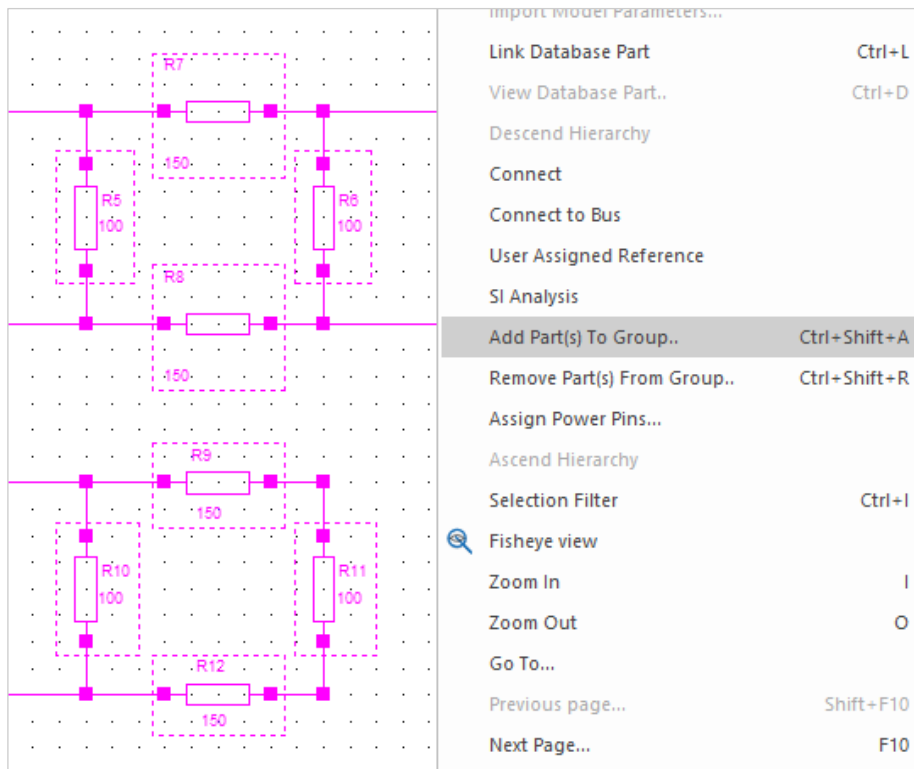 R7
150
R5
100
R6
100
R8
150
R9
150
R10
100
R11
100
R12
150
Import Model Parameters...
Link Database Part Ctrl+L
View Database Part.. Ctrl+D
Descend Hierarchy
Connect
Connect to Bus
User Assigned Reference
SI Analysis
Add Part(s) To Group.. Ctrl+Shift+A
Remove Part(s) From Group.. Ctrl+Shift+R
Assign Power Pins...
Ascend Hierarchy
Selection Filter Ctrl+I
Fisheye view
Zoom In I
Zoom Out O
Go To...
Previous page... Shift+F10
Next Page... F10